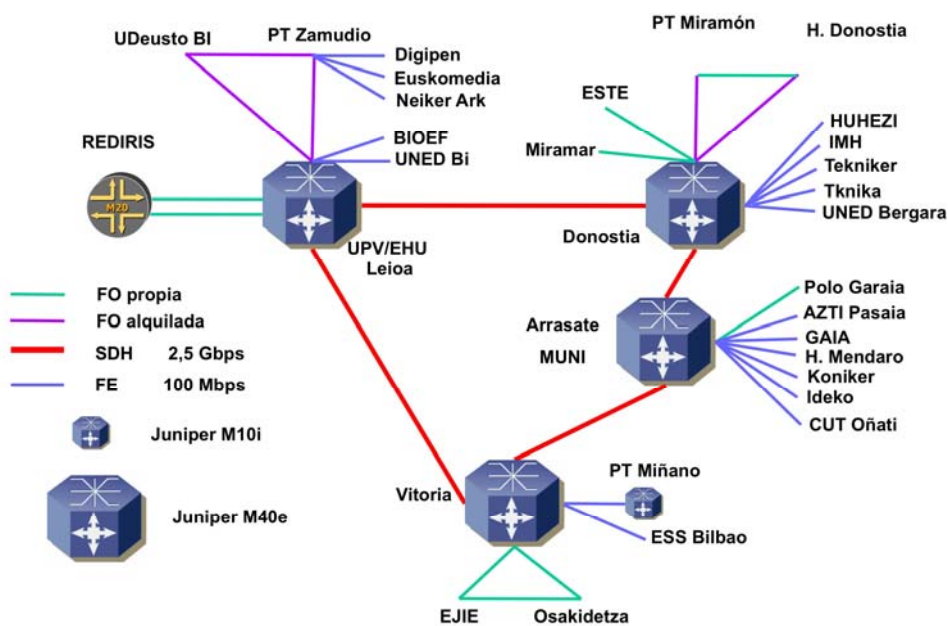 UDeusto BI
PT Zamudio
Digipen
Euskomedia
Neiker Ark
BIOEF
UNED Bi
REDIRIS
M20
UPV/EHU
Leioa
PT Miramón
H. Donostia
ESTE
Miramar
HUHEZI
IMH
Tekniker
Tknika
UNED Bergara
Donostia
FO propia
FO alquilada
SDH 2,5 Gbps
FE 100 Mbps
Juniper M10i
Juniper M40e
Arrasate
MUNI
Polo Garaia
AZTI Pasaia
GAIA
H. Mendaro
Koniker
Ideko
CUT Oñati
Vitoria
PT Miñano
ESS Bilbao
EJIE
Osakidetza